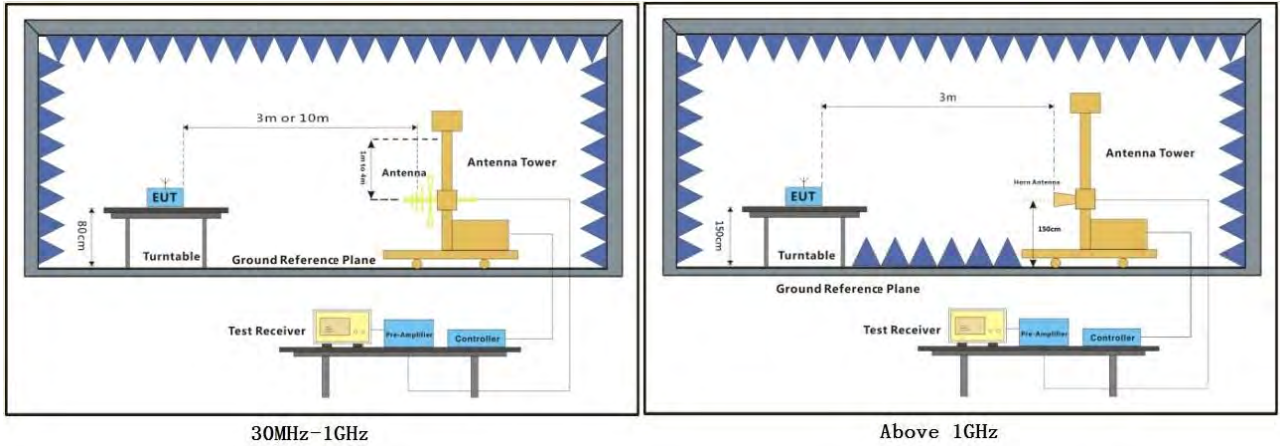 3m or 10m
1m to 4m
Antenna
Antenna Tower
EUT
80cm
Turntable
Ground Reference Plane
Test Receiver
Pre-Amplifier
Controller
30MHz-1GHz
3m
Antenna Tower
Horn Antenna
EUT
150cm
150cm
Turntable
Ground Reference Plane
Test Receiver
Pre-Amplifier
Controller
Above 1GHz